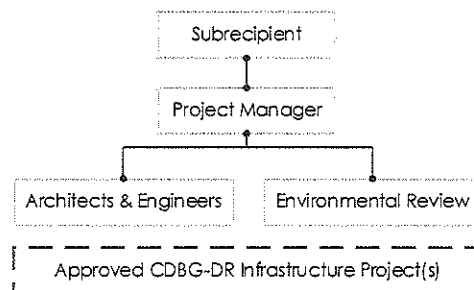 Subrecipient
Project Manager
Architects & Engineers
Environmental Review
Approved CDBG-DR Infrastructure Project(s)